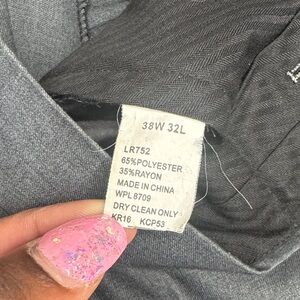 38W 32L
LR752
65%POLYESTER
35%RAYON
MADE IN CHINA
WPL 8709
DRY CLEAN ONLY
KR16 KCP53